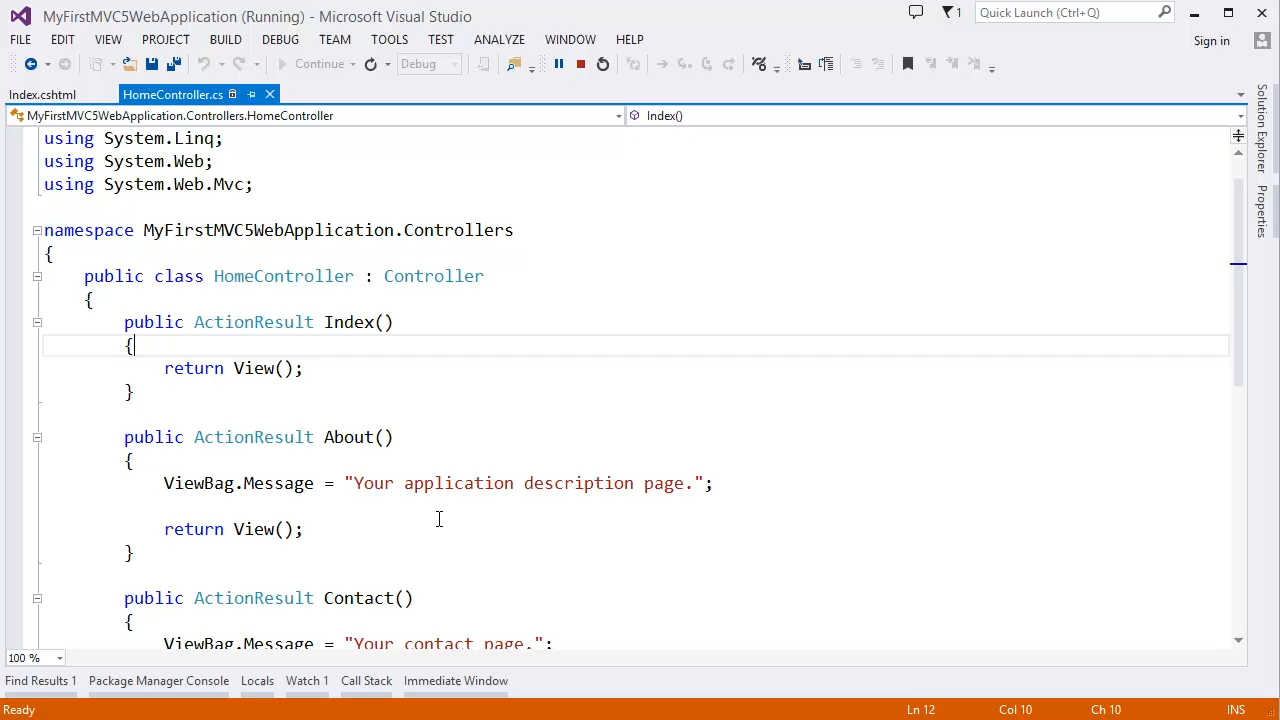 MyFirstMVC5WebApplication (Running) - Microsoft Visual Studio
1
Quick Launch (Ctrl+Q)
FILE EDIT VIEW PROJECT BUILD DEBUG TEAM TOOLS TEST ANALYZE WINDOW HELP
Sign in
Continue Debug
Index.cshtml HomeController.cs
MyFirstMVC5WebApplication.Controllers.HomeController Index()
using System.Linq;
using System.Web;
using System.Web.Mvc;
namespace MyFirstMVC5WebApplication.Controllers
{
public class HomeController : Controller
{
public ActionResult Index()
{
return View();
}
public ActionResult About()
{
ViewBag.Message = "Your application description page.";
return View();
}
public ActionResult Contact()
{
ViewBag.Message = "Your contact page.";
Solution Explorer
Properties
100 %
Find Results 1 Package Manager Console Locals Watch 1 Call Stack Immediate Window
Ready Ln 12 Col 10 Ch 10 INS